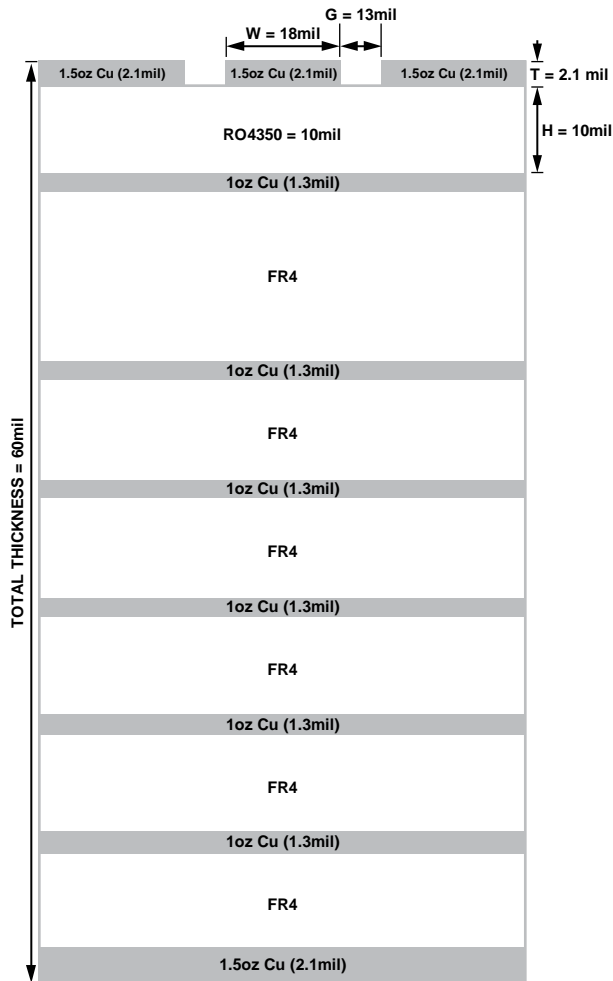 G = 13mil
W = 18mil
1.5oz Cu (2.1mil)
1.5oz Cu (2.1mil)
1.5oz Cu (2.1mil)
T = 2.1 mil
RO4350 = 10mil
H = 10mil
1oz Cu (1.3mil)
FR4
1oz Cu (1.3mil)
FR4
1oz Cu (1.3mil)
FR4
1oz Cu (1.3mil)
FR4
1oz Cu (1.3mil)
FR4
1oz Cu (1.3mil)
FR4
1.5oz Cu (2.1mil)
TOTAL THICKNESS = 60mil